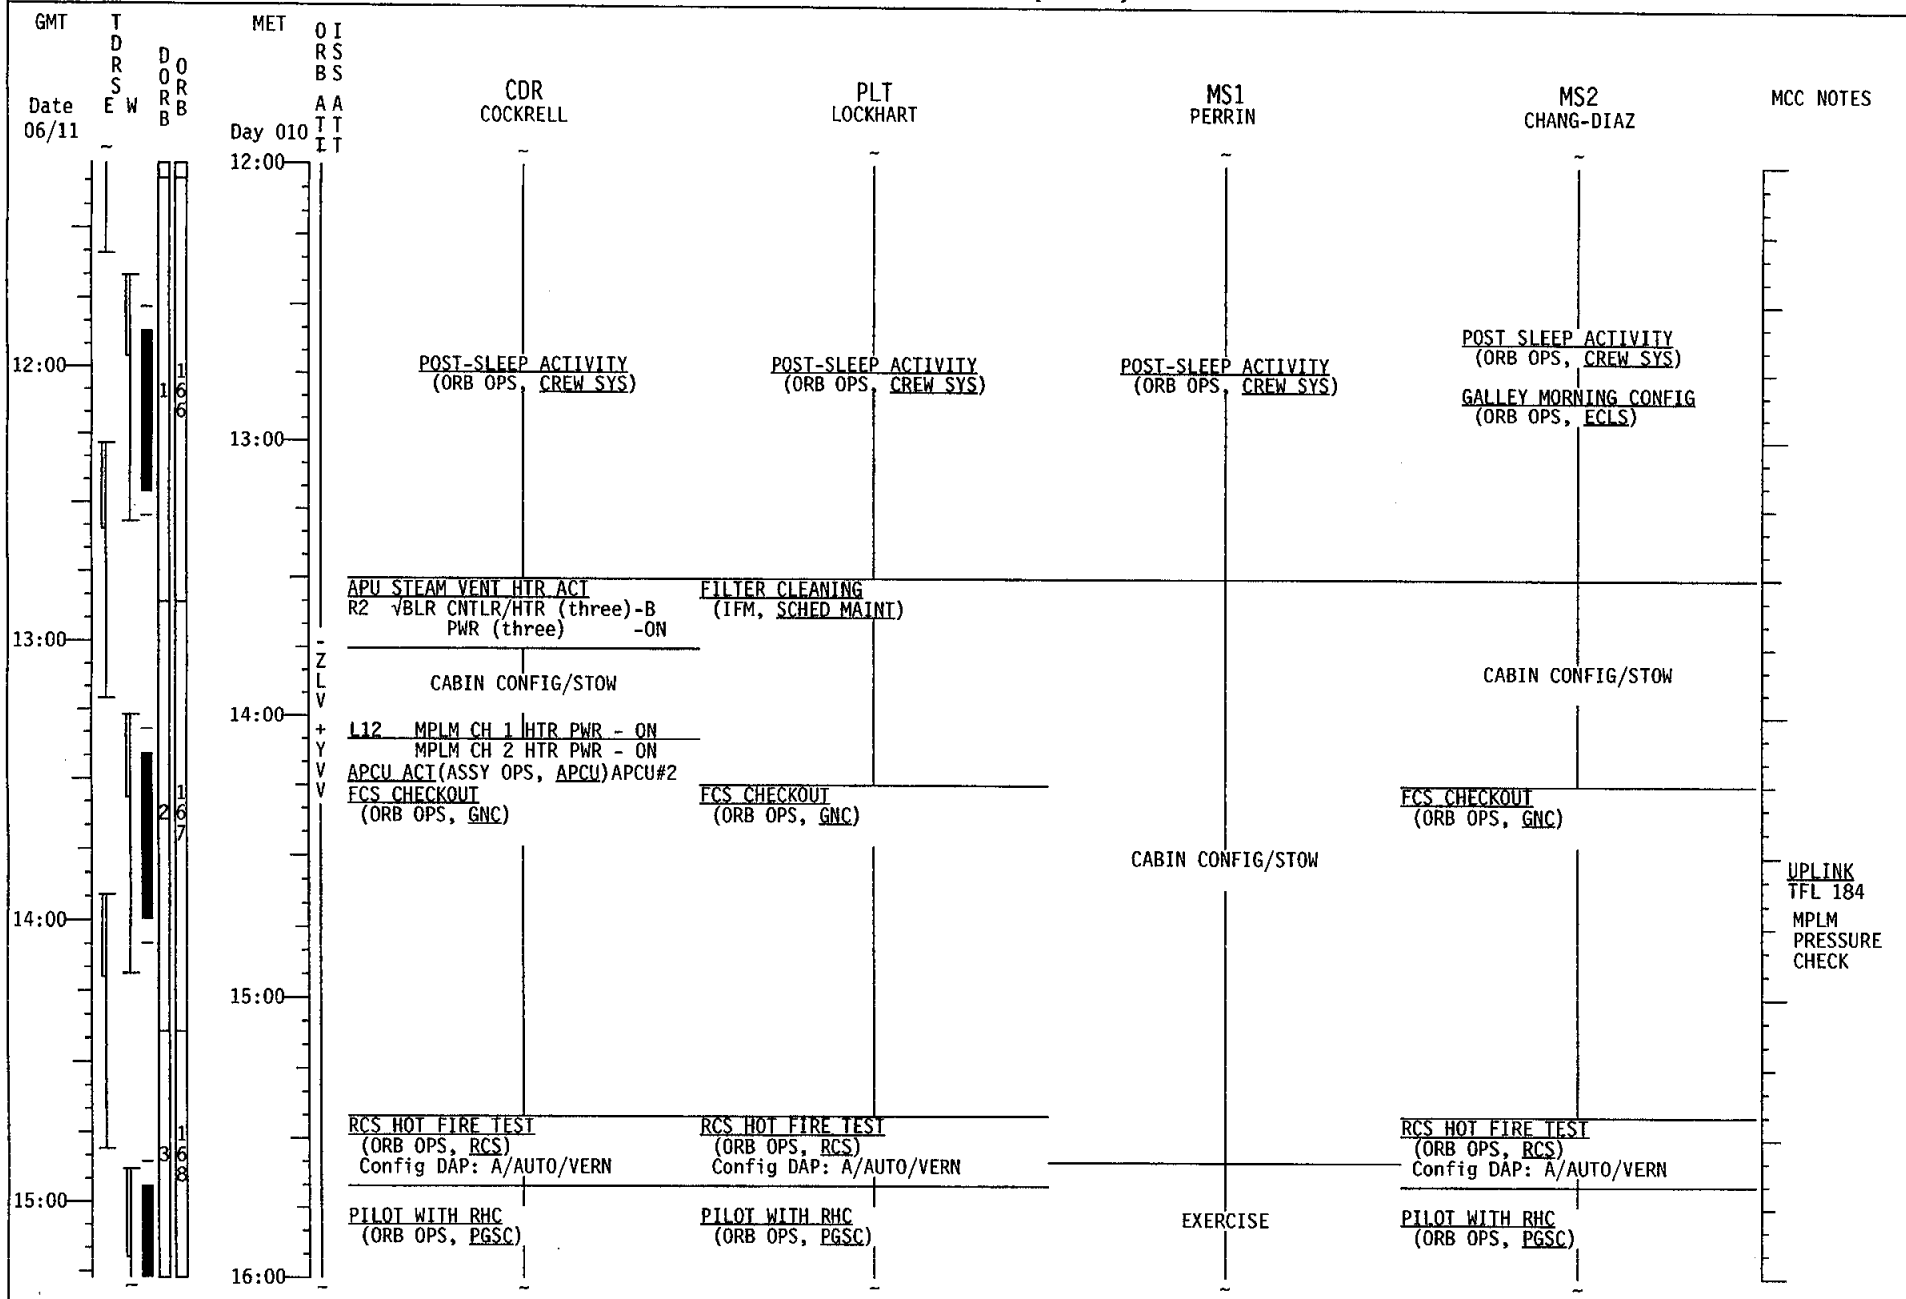 GMT
TDRS
E W
DORB
ORB
MET
ORB ATT
ISS ATT
Date
06/11
Day 010
CDR
COCKRELL
PLT
LOCKHART
MS1
PERRIN
MS2
CHANG-DIAZ
MCC NOTES
12:00
13:00
14:00
15:00
1
2
3
166
167
168
12:00
13:00
14:00
15:00
16:00
-ZLV
+YVV
POST-SLEEP ACTIVITY
(ORB OPS, CREW SYS)
APU STEAM VENT HTR ACT
R2 √BLR CNTLR/HTR (three)-B
PWR (three) -ON
CABIN CONFIG/STOW
L12 MPLM CH 1 HTR PWR - ON
MPLM CH 2 HTR PWR - ON
APCU ACT(ASSY OPS, APCU)APCU#2
FCS CHECKOUT
(ORB OPS, GNC)
RCS HOT FIRE TEST
(ORB OPS, RCS)
Config DAP: A/AUTO/VERN
PILOT WITH RHC
(ORB OPS, PGSC)
POST-SLEEP ACTIVITY
(ORB OPS, CREW SYS)
FILTER CLEANING
(IFM, SCHED MAINT)
FCS CHECKOUT
(ORB OPS, GNC)
RCS HOT FIRE TEST
(ORB OPS, RCS)
Config DAP: A/AUTO/VERN
PILOT WITH RHC
(ORB OPS, PGSC)
POST-SLEEP ACTIVITY
(ORB OPS, CREW SYS)
CABIN CONFIG/STOW
EXERCISE
POST SLEEP ACTIVITY
(ORB OPS, CREW SYS)
GALLEY MORNING CONFIG
(ORB OPS, ECLS)
CABIN CONFIG/STOW
FCS CHECKOUT
(ORB OPS, GNC)
RCS HOT FIRE TEST
(ORB OPS, RCS)
Config DAP: A/AUTO/VERN
PILOT WITH RHC
(ORB OPS, PGSC)
UPLINK
TFL 184
MPLM
PRESSURE
CHECK